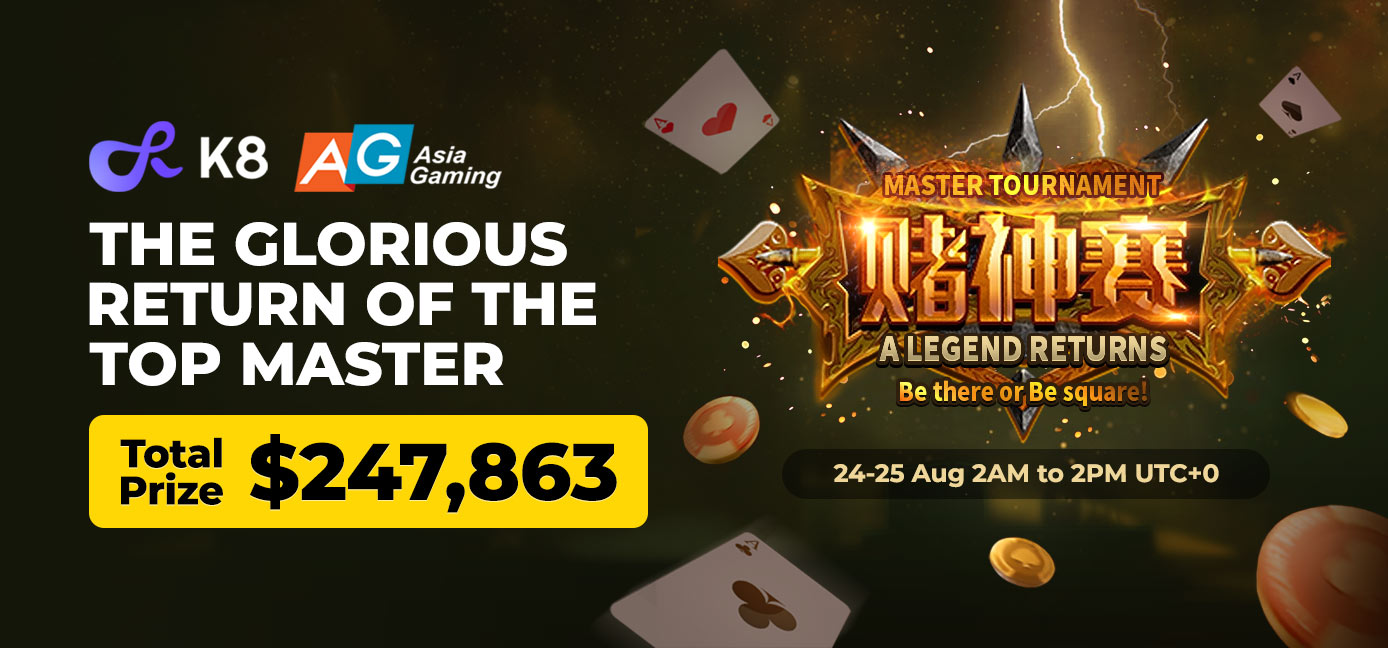 K8
AG Asia Gaming
THE GLORIOUS
RETURN OF THE
TOP MASTER
Total
Prize
$247,863
MASTER TOURNAMENT
赌神赛
A LEGEND RETURNS
Be there or Be square!
24-25 Aug 2AM to 2PM UTC+0
A
A
A